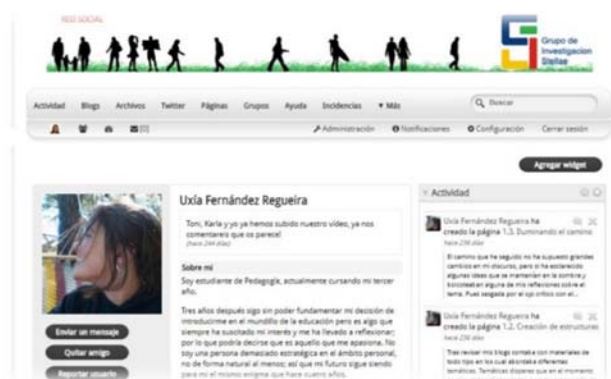 RED SOCIAL
Grupo de
Investigacion
Stellae
Actividad Blogs Archivos Twitter Páginas Grupos Ayuda Incidencias ▼ Más Buscar
[0] Administración Notificaciones Configuración Cerrar sesión
Agregar widget
Uxía Fernández Regueira
Toni, Karla y yo ya hemos subido nuestro vídeo, ya nos
comentareis que os parece!
(hace 244 días)
Sobre mi
Soy estudiante de Pedagogía, actualmente cursando mi tercer
año.
Tres años después sigo sin poder fundamentar mi decisión de
introducirme en el mundillo de la educación pero es algo que
siempre ha suscitado mi interés y me ha llevado a reflexionar;
por lo que podría decirse que es aquello que me apasiona. No
soy una persona demasiado estratégica en el ámbito personal,
no de forma natural al menos; así que mi futuro sigue siendo
para mi el mismo enigma que hace cuatro años.
Enviar un mensaje
Quitar amigo
Reportar usuario
Actividad
Uxía Fernández Regueira ha
creado la página 1.3. Iluminando el camino
hace 236 días
El camino que he seguido no ha supuesto grandes
cambios en mi discurso, pero si ha esclarecido
algunas ideas que se mantenían en la sombra y
boicoteaban alguna de mis reflexiones sobre el
tema. Pues sesgada por el ojo crítico con el...
Uxía Fernández Regueira ha
creado la página 1.2. Creación de estructuras
hace 236 días
Tras revisar mis blogs contaba con materiales de
todo tipo en los cual abordaba diferentes
temáticas. Temáticas dispares que en el momento